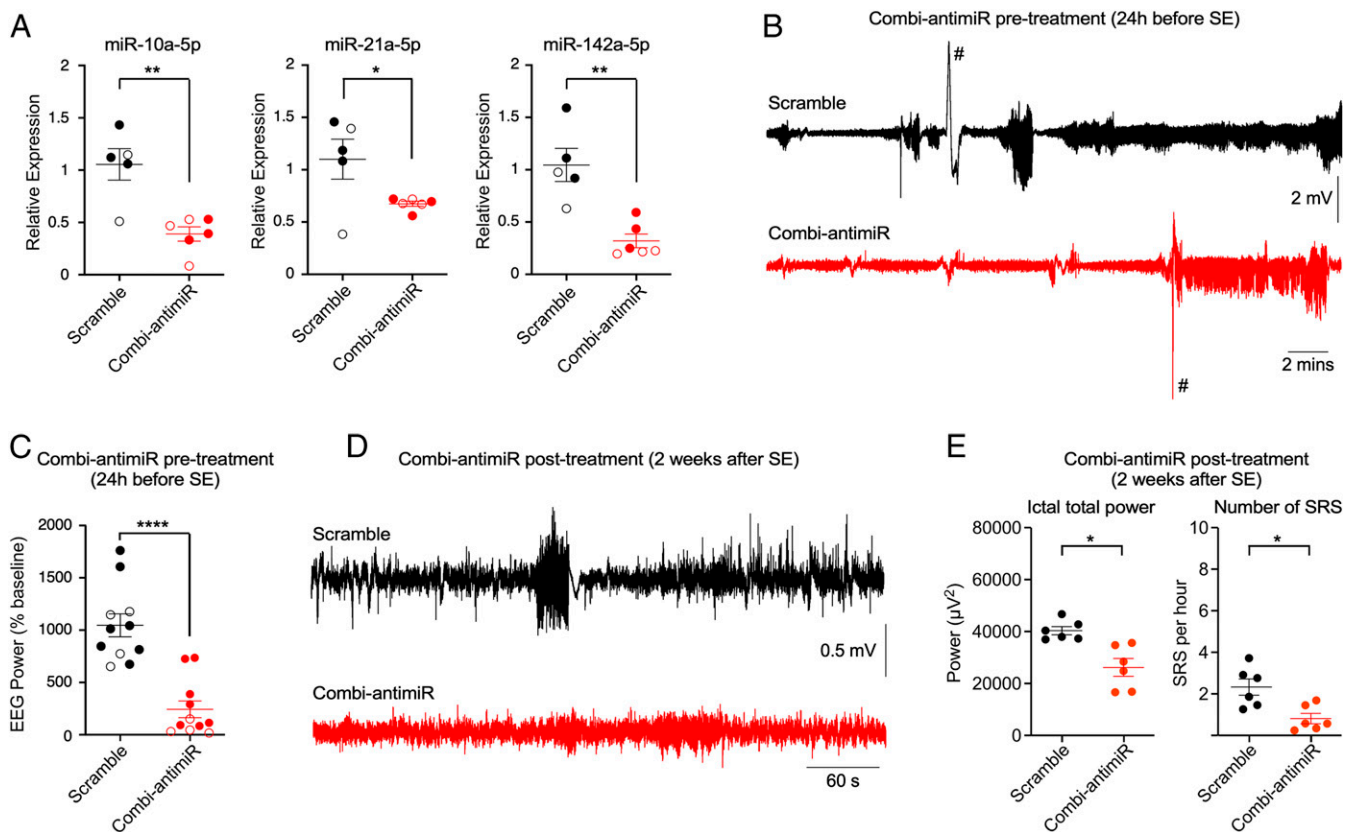 A
miR-10a-5p
miR-21a-5p
miR-142a-5p
Relative Expression
2
1.5
1
0.5
0
**
Scramble
Combi-antimiR
Relative Expression
2
1.5
1
0.5
0
*
Scramble
Combi-antimiR
Relative Expression
2
1.5
1
0.5
0
**
Scramble
Combi-antimiR
B
Combi-antimiR pre-treatment (24h before SE)
#
Scramble
2 mV
Combi-antimiR
2 mins
#
C
Combi-antimiR pre-treatment
(24h before SE)
EEG Power (% baseline)
2000
1500
1000
500
0
****
Scramble
Combi-antimiR
D
Combi-antimiR post-treatment (2 weeks after SE)
Scramble
0.5 mV
Combi-antimiR
60 s
E
Combi-antimiR post-treatment
(2 weeks after SE)
Ictal total power
Number of SRS
Power (µV²)
80000
60000
40000
20000
0
*
Scramble
Combi-antimiR
SRS per hour
10
8
6
4
2
*
Scramble
Combi-antimiR